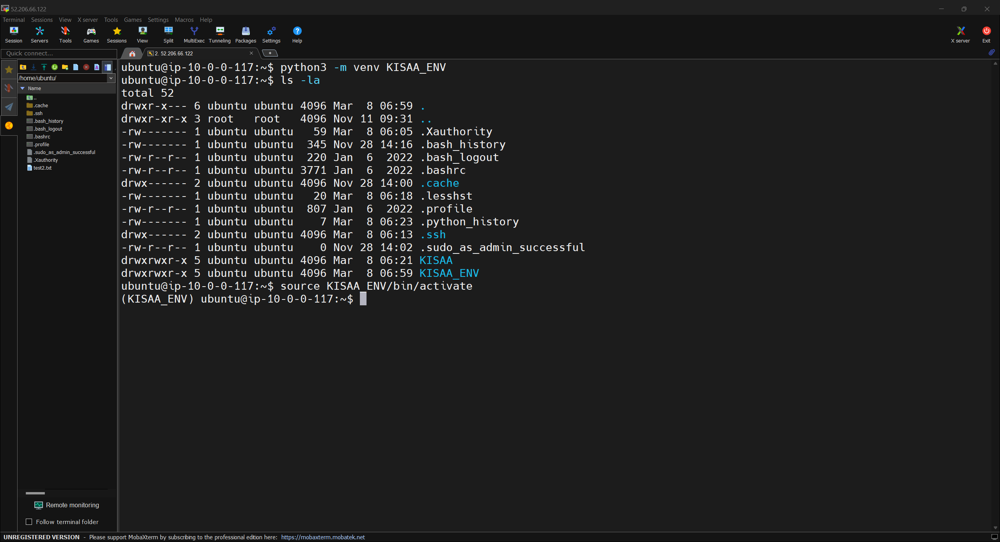 52.206.66.122
Terminal Sessions View X server Tools Games Settings Macros Help
Session Servers Tools Games Sessions View Split MultiExec Tunneling Packages Settings Help X server Exit
Quick connect...
2. 52.206.66.122
/home/ubuntu/
Name
..
.cache
.ssh
.bash_history
.bash_logout
.bashrc
.profile
.sudo_as_admin_successful
.Xauthority
test2.txt
Remote monitoring
Follow terminal folder
ubuntu@ip-10-0-0-117:~$ python3 -m venv KISAA_ENV
ubuntu@ip-10-0-0-117:~$ ls -la
total 52
drwxr-x--- 6 ubuntu ubuntu 4096 Mar  8 06:59 .
drwxr-xr-x 3 root   root   4096 Nov 11 09:31 ..
-rw------- 1 ubuntu ubuntu   59 Mar  8 06:05 .Xauthority
-rw------- 1 ubuntu ubuntu  345 Nov 28 14:16 .bash_history
-rw-r--r-- 1 ubuntu ubuntu  220 Jan  6  2022 .bash_logout
-rw-r--r-- 1 ubuntu ubuntu 3771 Jan  6  2022 .bashrc
drwx------ 2 ubuntu ubuntu 4096 Nov 28 14:00 .cache
-rw------- 1 ubuntu ubuntu   20 Mar  8 06:18 .lesshst
-rw-r--r-- 1 ubuntu ubuntu  807 Jan  6  2022 .profile
-rw------- 1 ubuntu ubuntu    7 Mar  8 06:23 .python_history
drwx------ 2 ubuntu ubuntu 4096 Mar  8 06:13 .ssh
-rw-r--r-- 1 ubuntu ubuntu    0 Nov 28 14:02 .sudo_as_admin_successful
drwxrwxr-x 5 ubuntu ubuntu 4096 Mar  8 06:21 KISAA
drwxrwxr-x 5 ubuntu ubuntu 4096 Mar  8 06:59 KISAA_ENV
ubuntu@ip-10-0-0-117:~$ source KISAA_ENV/bin/activate
(KISAA_ENV) ubuntu@ip-10-0-0-117:~$
UNREGISTERED VERSION - Please support MobaXterm by subscribing to the professional edition here: https://mobaxterm.mobatek.net